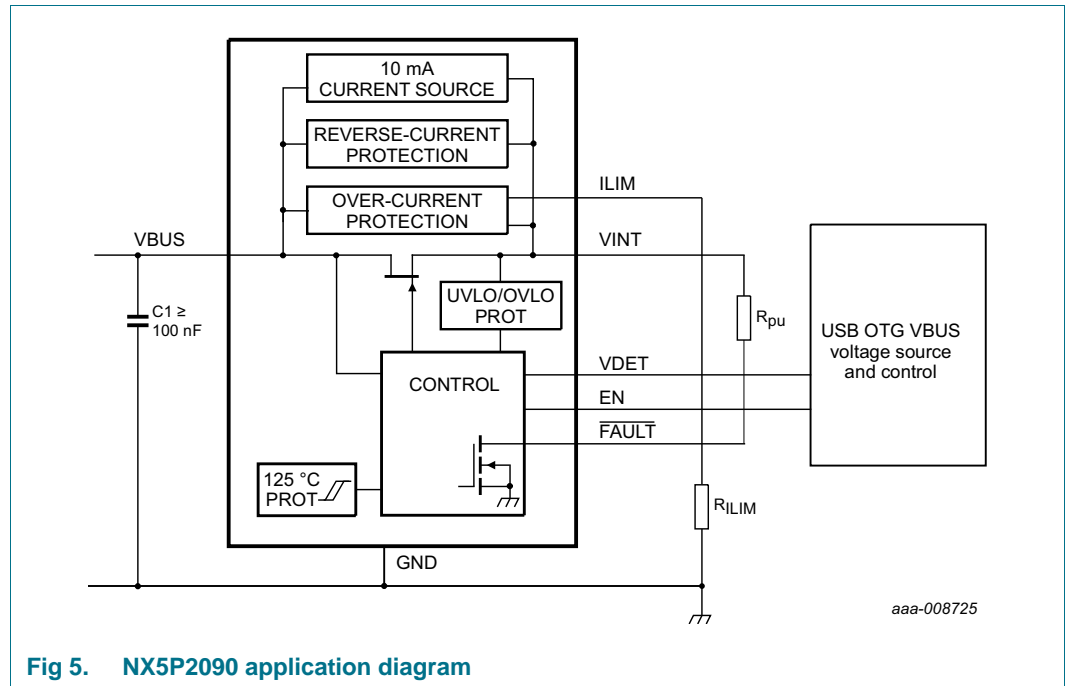 10 mA
CURRENT SOURCE
REVERSE-CURRENT
PROTECTION
OVER-CURRENT
PROTECTION
ILIM
VBUS
VINT
C1 ≥
100 nF
UVLO/OVLO
PROT
Rpu
USB OTG VBUS
voltage source
and control
VDET
CONTROL
EN
FAULT
125 °C
PROT
RILIM
GND
aaa-008725
Fig 5. NX5P2090 application diagram